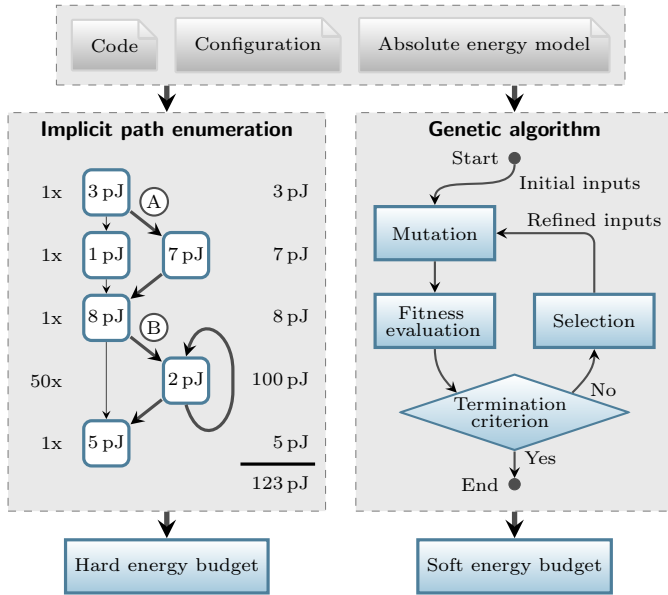 Code
Configuration
Absolute energy model
Implicit path enumeration
1x
3 pJ
A
3 pJ
1x
1 pJ
7 pJ
7 pJ
1x
8 pJ
B
8 pJ
50x
2 pJ
100 pJ
1x
5 pJ
5 pJ
123 pJ
Hard energy budget
Genetic algorithm
Start
Initial inputs
Refined inputs
Mutation
Fitness
evaluation
Selection
Termination
criterion
No
Yes
End
Soft energy budget